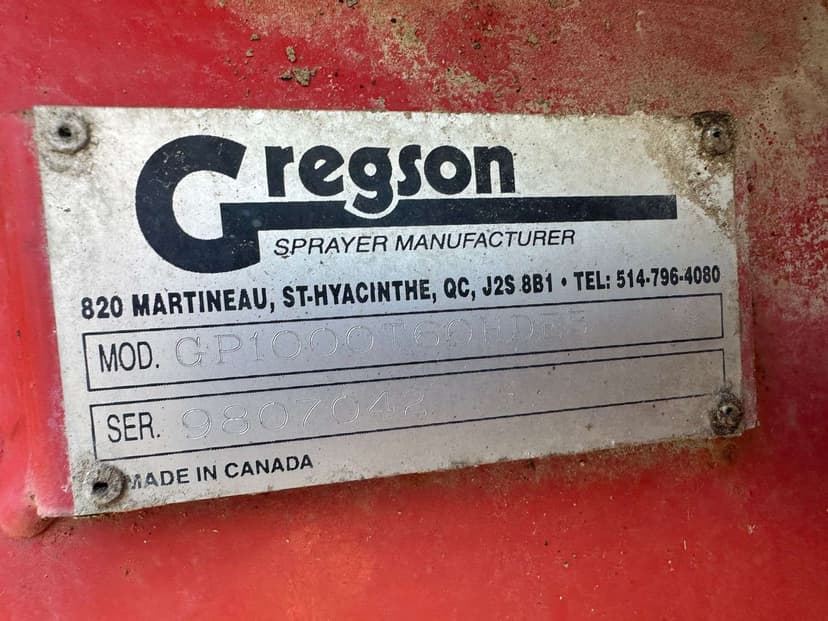 Gregson
SPRAYER MANUFACTURER
820 MARTINEAU, ST-HYACINTHE, QC, J2S 8B1 • TEL: 514-796-4080
MOD.
SER. 9807042
MADE IN CANADA